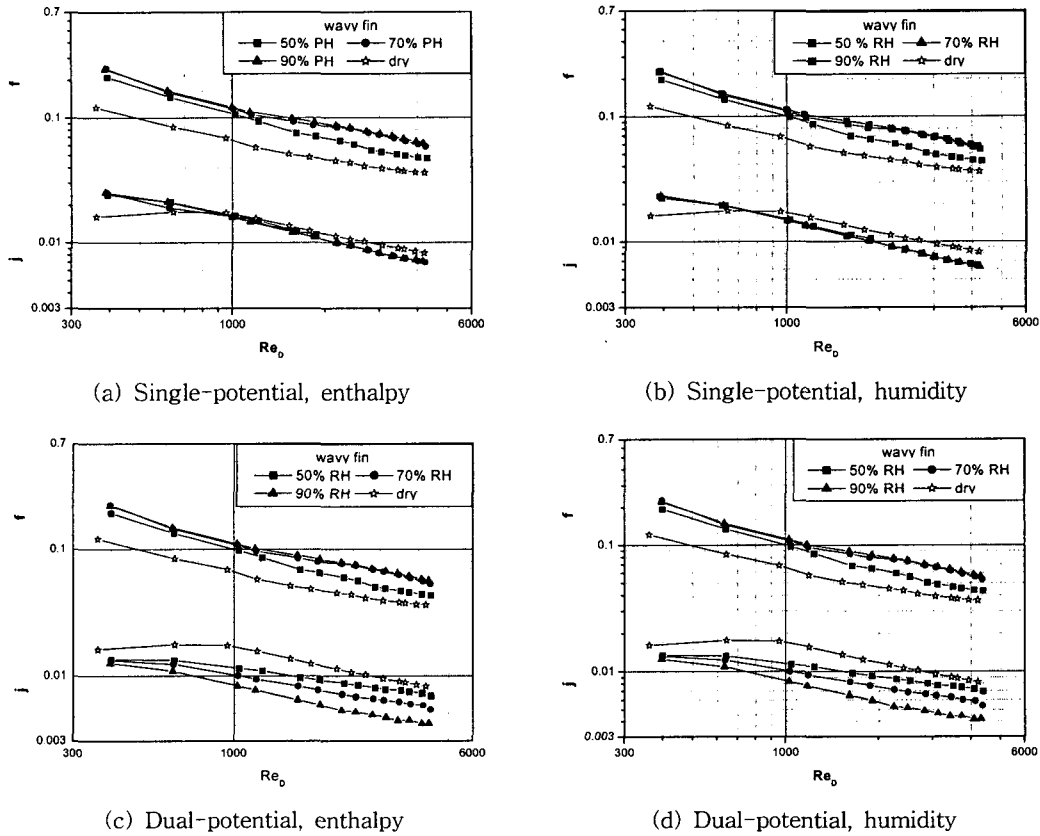 0.7
wavy fin
50% PH 70% PH
90% PH dry
f
0.1
0.01
j
0.003
300 1000 6000
Re_D
(a) Single-potential, enthalpy
0.7
wavy fin
50 % RH 70% RH
90% RH dry
f
0.1
0.01
j
0.003
300 1000 6000
Re_D
(b) Single-potential, humidity
0.7
wavy fin
50% RH 70% RH
90% RH dry
f
0.1
0.01
j
0.003
300 1000 6000
Re_D
(c) Dual-potential, enthalpy
0.7
wavy fin
50% RH 70% RH
90% RH dry
f
0.1
0.01
j
0.003
300 1000 6000
Re_D
(d) Dual-potential, humidity